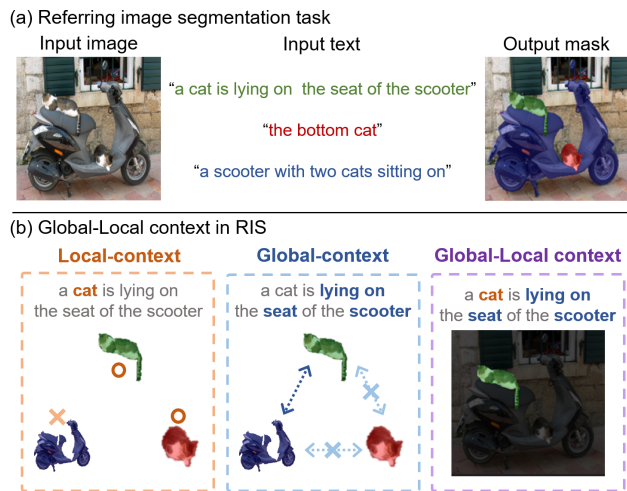 (a) Referring image segmentation task
Input image
Input text
Output mask
“a cat is lying on the seat of the scooter”
“the bottom cat”
“a scooter with two cats sitting on”
(b) Global-Local context in RIS
Local-context
a cat is lying on
the seat of the scooter
Global-context
a cat is lying on
the seat of the scooter
Global-Local context
a cat is lying on
the seat of the scooter